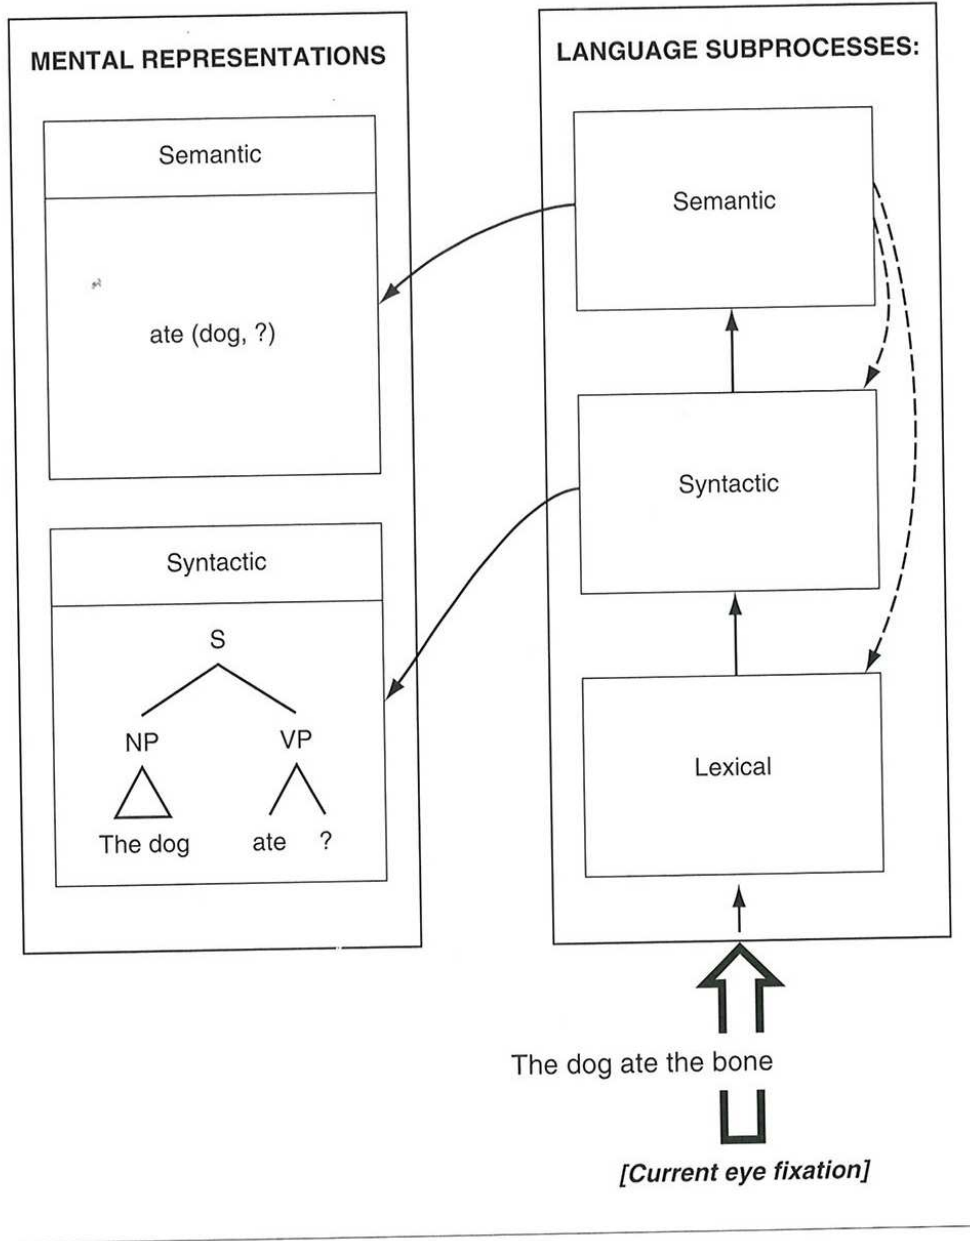 MENTAL REPRESENTATIONS
Semantic
ate (dog, ?)
Syntactic
S
NP VP
The dog ate ?
LANGUAGE SUBPROCESSES:
Semantic
Syntactic
Lexical
The dog ate the bone
[Current eye fixation]